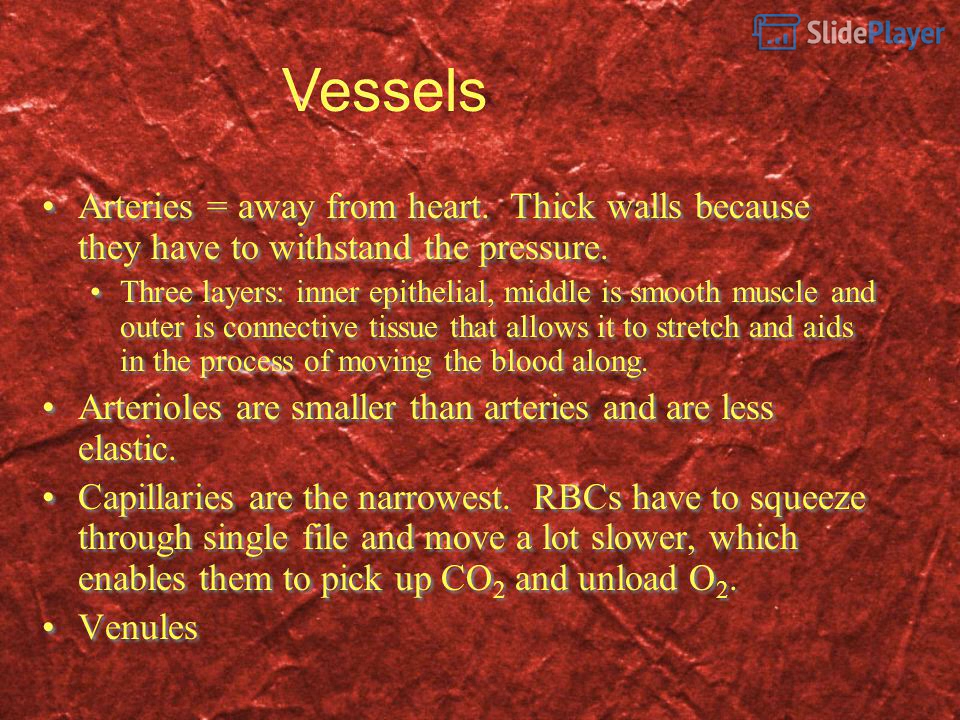 SlidePlayer
Vessels
• Arteries = away from heart. Thick walls because
they have to withstand the pressure.
• Three layers: inner epithelial, middle is smooth muscle and
outer is connective tissue that allows it to stretch and aids
in the process of moving the blood along.
• Arterioles are smaller than arteries and are less
elastic.
• Capillaries are the narrowest. RBCs have to squeeze
through single file and move a lot slower, which
enables them to pick up CO₂ and unload O₂.
• Venules